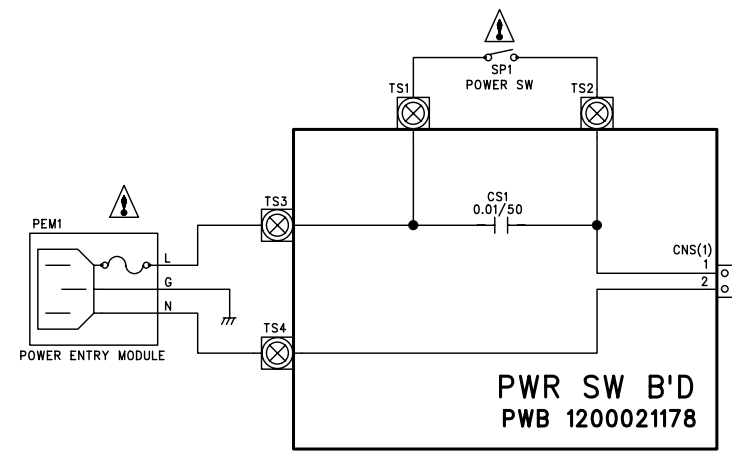 SP1
POWER SW
TS1
TS2
CS1
0.01/50
TS3
PEM1
L
G
N
CNS(1)
1
2
TS4
POWER ENTRY MODULE
PWR SW B'D
PWB 1200021178